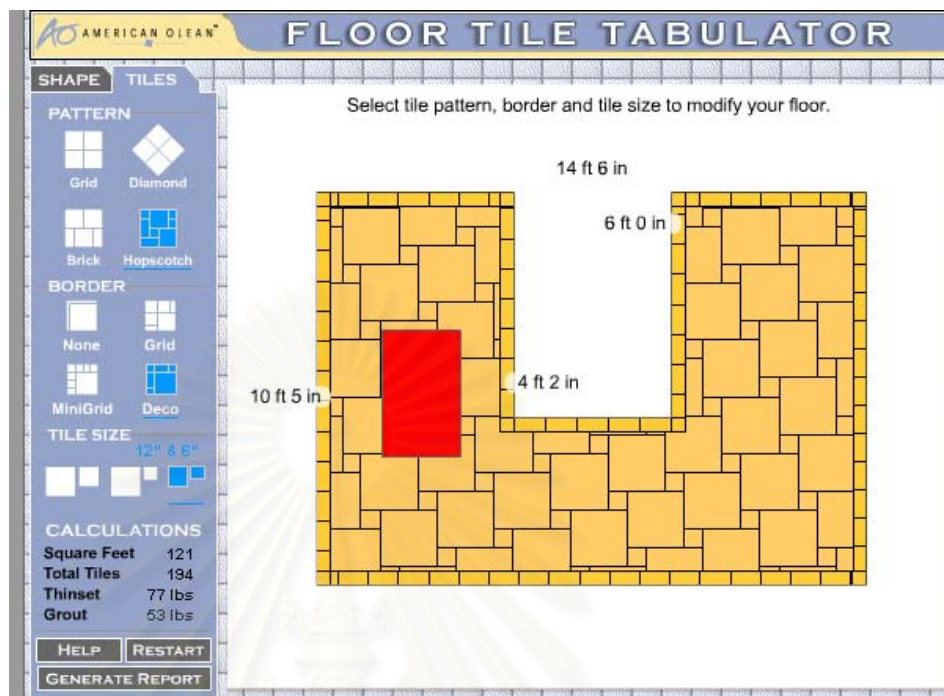 AO AMERICAN OLEAN™
FLOOR TILE TABULATOR
SHAPE
TILES
Select tile pattern, border and tile size to modify your floor.
PATTERN
Grid
Diamond
Brick
Hopscotch
BORDER
None
Grid
MiniGrid
Deco
TILE SIZE
12" & 6"
CALCULATIONS
Square Feet 121
Total Tiles 194
Thinset 77 lbs
Grout 53 lbs
HELP
RESTART
GENERATE REPORT
14 ft 6 in
6 ft 0 in
4 ft 2 in
10 ft 5 in